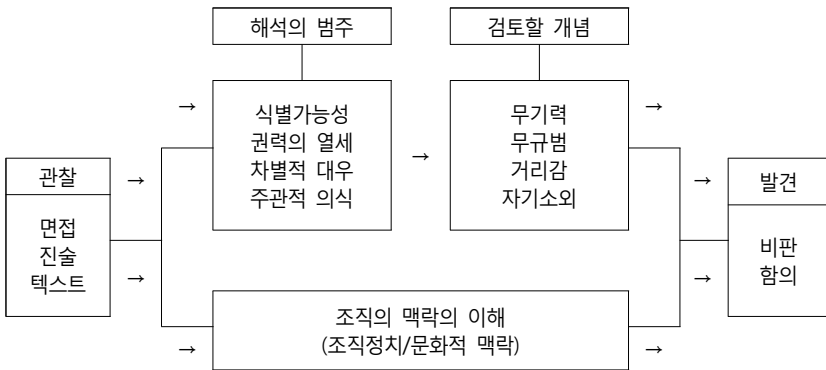 해석의 범주
검토할 개념
→
→
식별가능성
권력의 열세
차별적 대우
주관적 의식
→
무기력
무규범
거리감
자기소외
관찰
→
면접
진술
텍스트
→
→
발견
→
비판
함의
조직의 맥락의 이해
(조직정치/문화적 맥락)
→
→